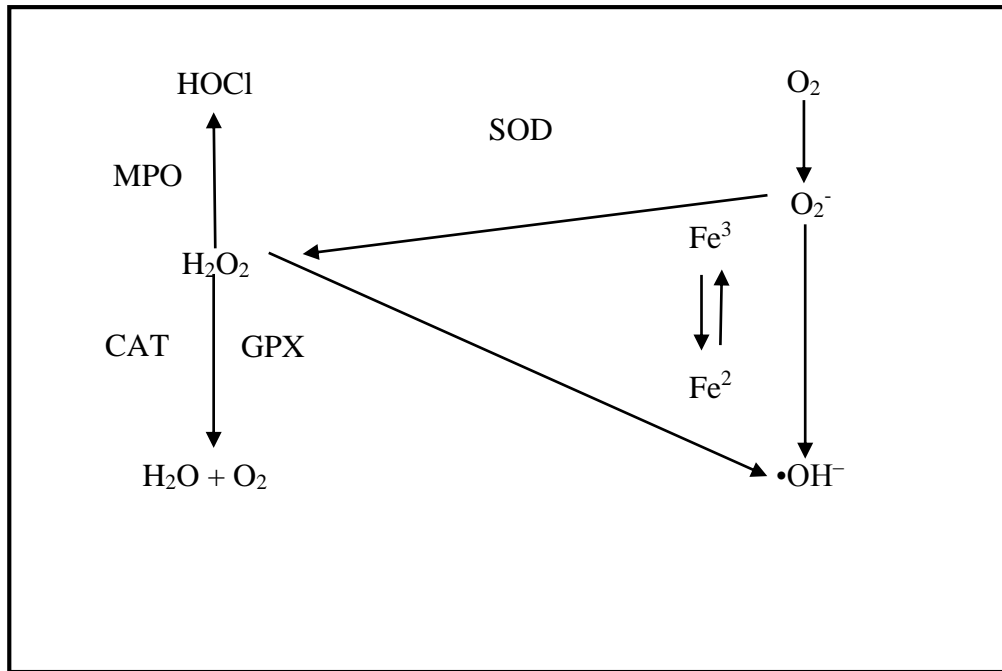 HOCl
O₂
SOD
MPO
O₂⁻
Fe³
H₂O₂
CAT
GPX
Fe²
H₂O + O₂
•OH⁻